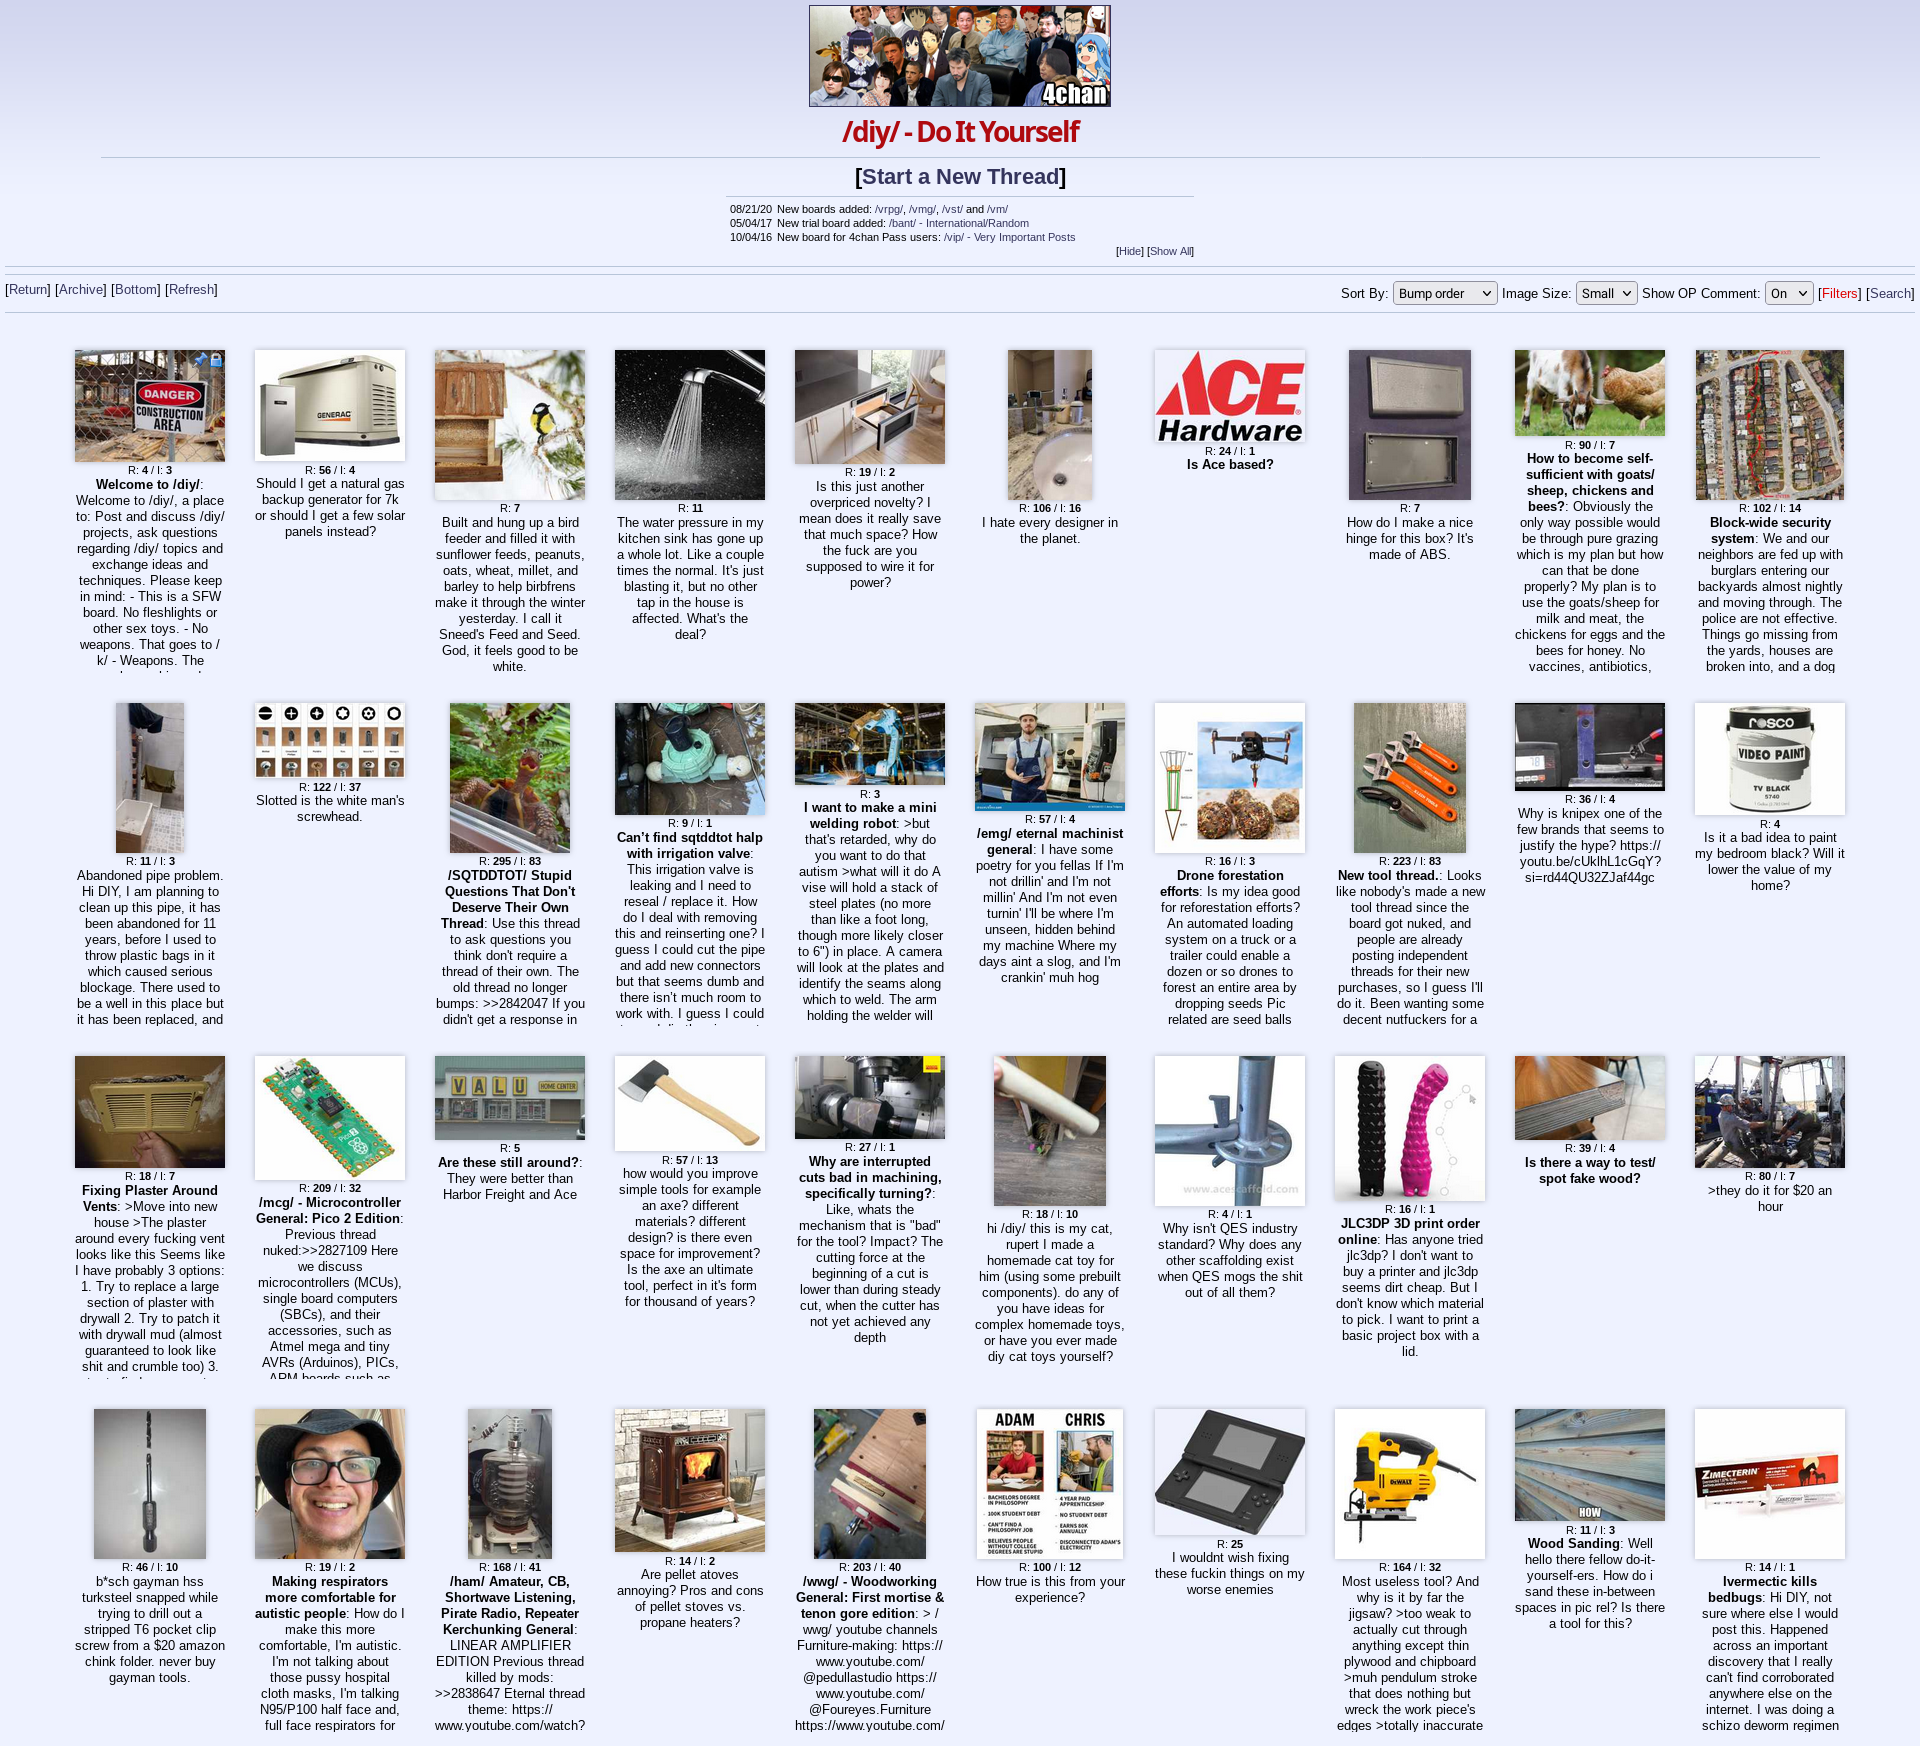 4chan
/diy/ - Do It Yourself
[Start a New Thread]
08/21/20 New boards added: /vrpg/, /vmg/, /vst/ and /vm/
05/04/17 New trial board added: /bant/ - International/Random
10/04/16 New board for 4chan Pass users: /vip/ - Very Important Posts
[Hide] [Show All]
[Return] [Archive] [Bottom] [Refresh]
Sort By: Bump order Image Size: Small Show OP Comment: On [Filters] [Search]
DANGER
CONSTRUCTION
AREA
R: 4 / I: 3
Welcome to /diy/:
Welcome to /diy/, a place
to: Post and discuss /diy/
projects, ask questions
regarding /diy/ topics and
exchange ideas and
techniques. Please keep
in mind: - This is a SFW
board. No fleshlights or
other sex toys. - No
weapons. That goes to /
k/ - Weapons. The
GENERAC
R: 56 / I: 4
Should I get a natural gas
backup generator for 7k
or should I get a few solar
panels instead?
R: 7
Built and hung up a bird
feeder and filled it with
sunflower feeds, peanuts,
oats, wheat, millet, and
barley to help birbfrens
make it through the winter
yesterday. I call it
Sneed's Feed and Seed.
God, it feels good to be
white.
R: 11
The water pressure in my
kitchen sink has gone up
a whole lot. Like a couple
times the normal. It's just
blasting it, but no other
tap in the house is
affected. What's the
deal?
R: 19 / I: 2
Is this just another
overpriced novelty? I
mean does it really save
that much space? How
the fuck are you
supposed to wire it for
power?
R: 106 / I: 16
I hate every designer in
the planet.
ACE
Hardware
R: 24 / I: 1
Is Ace based?
R: 7
How do I make a nice
hinge for this box? It's
made of ABS.
R: 90 / I: 7
How to become self-
sufficient with goats/
sheep, chickens and
bees?: Obviously the
only way possible would
be through pure grazing
which is my plan but how
can that be done
properly? My plan is to
use the goats/sheep for
milk and meat, the
chickens for eggs and the
bees for honey. No
vaccines, antibiotics,
R: 102 / I: 14
Block-wide security
system: We and our
neighbors are fed up with
burglars entering our
backyards almost nightly
and moving through. The
police are not effective.
Things go missing from
the yards, houses are
broken into, and a dog
R: 11 / I: 3
Abandoned pipe problem.
Hi DIY, I am planning to
clean up this pipe, it has
been abandoned for 11
years, before I used to
throw plastic bags in it
which caused serious
blockage. There used to
be a well in this place but
it has been replaced, and
R: 122 / I: 37
Slotted is the white man's
screwhead.
R: 295 / I: 83
/SQTDDTOT/ Stupid
Questions That Don't
Deserve Their Own
Thread: Use this thread
to ask questions you
think don't require a
thread of their own. The
old thread no longer
bumps: >>2842047 If you
didn't get a response in
R: 9 / I: 1
Can't find sqtddtot halp
with irrigation valve:
This irrigation valve is
leaking and I need to
reseal / replace it. How
do I deal with removing
this and reinserting one? I
guess I could cut the pipe
and add new connectors
but that seems dumb and
there isn't much room to
work with. I guess I could
R: 3
I want to make a mini
welding robot: >but
that's retarded, why do
you want to do that
autism >what will it do A
vise will hold a stack of
steel plates (no more
than like a foot long,
though more likely closer
to 6") in place. A camera
will look at the plates and
identify the seams along
which to weld. The arm
holding the welder will
R: 57 / I: 4
/emg/ eternal machinist
general: I have some
poetry for you fellas If I'm
not drillin' and I'm not
millin' And I'm not even
turnin' I'll be where I'm
unseen, hidden behind
my machine Where my
days aint a slog, and I'm
crankin' muh hog
R: 16 / I: 3
Drone forestation
efforts: Is my idea good
for reforestation efforts?
An automated loading
system on a truck or a
trailer could enable a
dozen or so drones to
forest an entire area by
dropping seeds Pic
related are seed balls
R: 223 / I: 83
New tool thread.: Looks
like nobody's made a new
tool thread since the
board got nuked, and
people are already
posting independent
threads for their new
purchases, so I guess I'll
do it. Been wanting some
decent nutfuckers for a
R: 36 / I: 4
Why is knipex one of the
few brands that seems to
justify the hype? https://
youtu.be/cUklhL1cGqY?
si=rd44QU32ZJaf44gc
rosco
VIDEO PAINT
TV BLACK
5740
R: 4
Is it a bad idea to paint
my bedroom black? Will it
lower the value of my
home?
R: 18 / I: 7
Fixing Plaster Around
Vents: >Move into new
house >The plaster
around every fucking vent
looks like this Seems like
I have probably 3 options:
1. Try to replace a large
section of plaster with
drywall 2. Try to patch it
with drywall mud (almost
guaranteed to look like
shit and crumble too) 3.
R: 209 / I: 32
/mcg/ - Microcontroller
General: Pico 2 Edition:
Previous thread
nuked:>>2827109 Here
we discuss
microcontrollers (MCUs),
single board computers
(SBCs), and their
accessories, such as
Atmel mega and tiny
AVRs (Arduinos), PICs,
ARM boards such as
VALU HOME CENTER
R: 5
Are these still around?:
They were better than
Harbor Freight and Ace
R: 57 / I: 13
how would you improve
simple tools for example
an axe? different
materials? different
design? is there even
space for improvement?
Is the axe an ultimate
tool, perfect in it's form
for thousand of years?
R: 27 / I: 1
Why are interrupted
cuts bad in machining,
specifically turning?:
Like, whats the
mechanism that is "bad"
for the tool? Impact? The
cutting force at the
beginning of a cut is
lower than during steady
cut, when the cutter has
not yet achieved any
depth
R: 18 / I: 10
hi /diy/ this is my cat,
rupert I made a
homemade cat toy for
him (using some prebuilt
components). do any of
you have ideas for
complex homemade toys,
or have you ever made
diy cat toys yourself?
www.acescaffold.com
R: 4 / I: 1
Why isn't QES industry
standard? Why does any
other scaffolding exist
when QES mogs the shit
out of all them?
R: 16 / I: 1
JLC3DP 3D print order
online: Has anyone tried
jlc3dp? I don't want to
buy a printer and jlc3dp
seems dirt cheap. But I
don't know which material
to pick. I want to print a
basic project box with a
lid.
R: 39 / I: 4
Is there a way to test/
spot fake wood?
R: 80 / I: 7
>they do it for $20 an
hour
R: 46 / I: 10
b*sch gayman hss
turksteel snapped while
trying to drill out a
stripped T6 pocket clip
screw from a $20 amazon
chink folder. never buy
gayman tools.
R: 19 / I: 2
Making respirators
more comfortable for
autistic people: How do I
make this more
comfortable, I'm autistic.
I'm not talking about
those pussy hospital
cloth masks, I'm talking
N95/P100 half face and,
full face respirators for
R: 168 / I: 41
/ham/ Amateur, CB,
Shortwave Listening,
Pirate Radio, Repeater
Kerchunking General:
LINEAR AMPLIFIER
EDITION Previous thread
killed by mods:
>>2838647 Eternal thread
theme: https://
www.youtube.com/watch?
R: 14 / I: 2
Are pellet atoves
annoying? Pros and cons
of pellet stoves vs.
propane heaters?
R: 203 / I: 40
/wwg/ - Woodworking
General: First mortise &
tenon gore edition: > /
wwg/ youtube channels
Furniture-making: https://
www.youtube.com/
@pedullastudio https://
www.youtube.com/
@Foureyes.Furniture
https://www.youtube.com/
ADAM CHRIS
BACHELORS DEGREE
IN PHILOSOPHY
100K STUDENT DEBT
CAN'T FIND A
PHILOSOPHY JOB
BELIEVES PEOPLE
WITHOUT COLLEGE
DEGREES ARE STUPID
4 YEAR PAID
APPRENTICESHIP
NO STUDENT DEBT
EARNS 80K
ANNUALLY
DISCONNECTED ADAM'S
ELECTRICITY
R: 100 / I: 12
How true is this from your
experience?
R: 25
I wouldnt wish fixing
these fuckin things on my
worse enemies
DEWALT
R: 164 / I: 32
Most useless tool? And
why is it by far the
jigsaw? >too weak to
actually cut through
anything except thin
plywood and chipboard
>muh pendulum stroke
that does nothing but
wreck the work piece's
edges >totally inaccurate
HOW
R: 11 / I: 3
Wood Sanding: Well
hello there fellow do-it-
yourself-ers. How do i
sand these in-between
spaces in pic rel? Is there
a tool for this?
ZIMECTERIN
R: 14 / I: 1
Ivermectic kills
bedbugs: Hi DIY, not
sure where else I would
post this. Happened
across an important
discovery that I really
can't find corroborated
anywhere else on the
internet. I was doing a
schizo deworm regimen